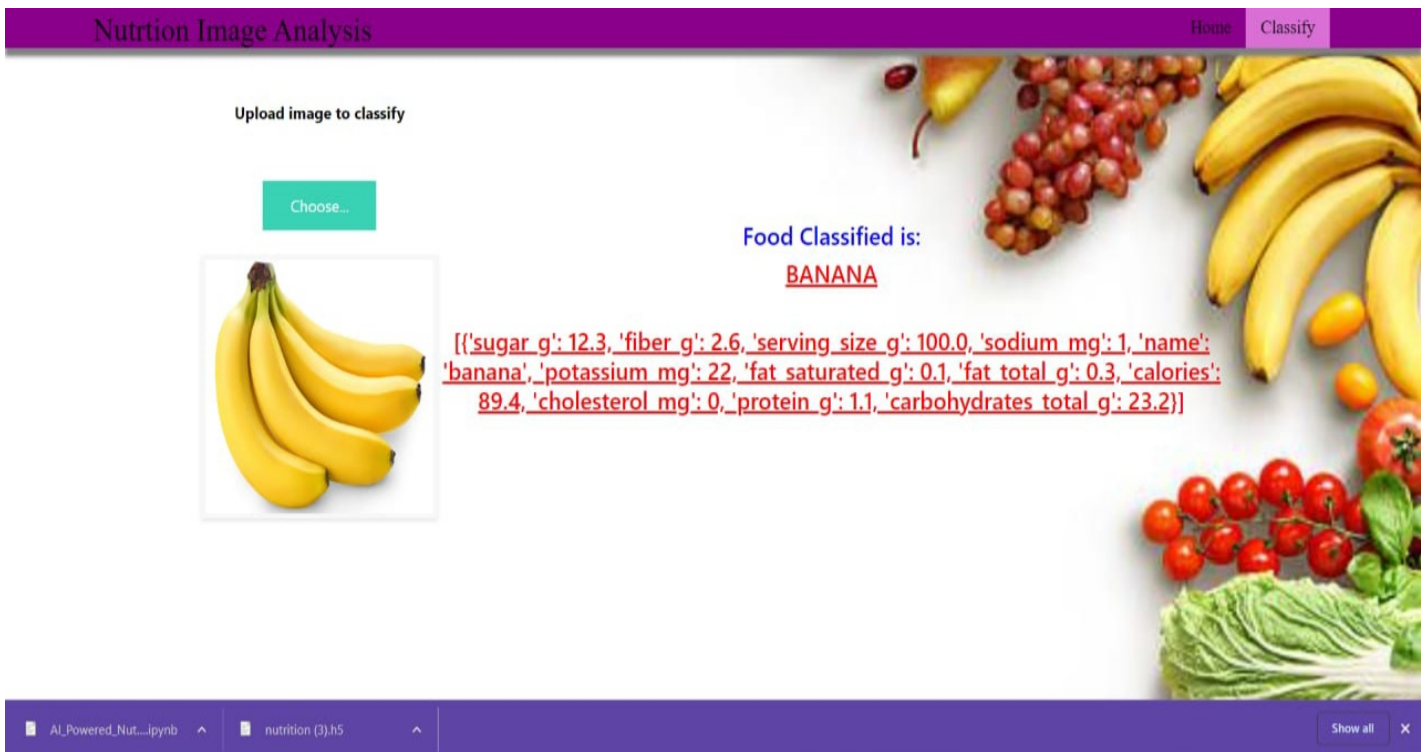 Nutrtion Image Analysis
Home
Classify
Upload image to classify
Choose...
Food Classified is:
BANANA
[{'sugar_g': 12.3, 'fiber_g': 2.6, 'serving_size_g': 100.0, 'sodium_mg': 1, 'name':
'banana', 'potassium_mg': 22, 'fat_saturated_g': 0.1, 'fat_total_g': 0.3, 'calories':
89.4, 'cholesterol_mg': 0, 'protein_g': 1.1, 'carbohydrates_total_g': 23.2}]
AI_Powered_Nut....ipynb
nutrition (3).h5
Show all